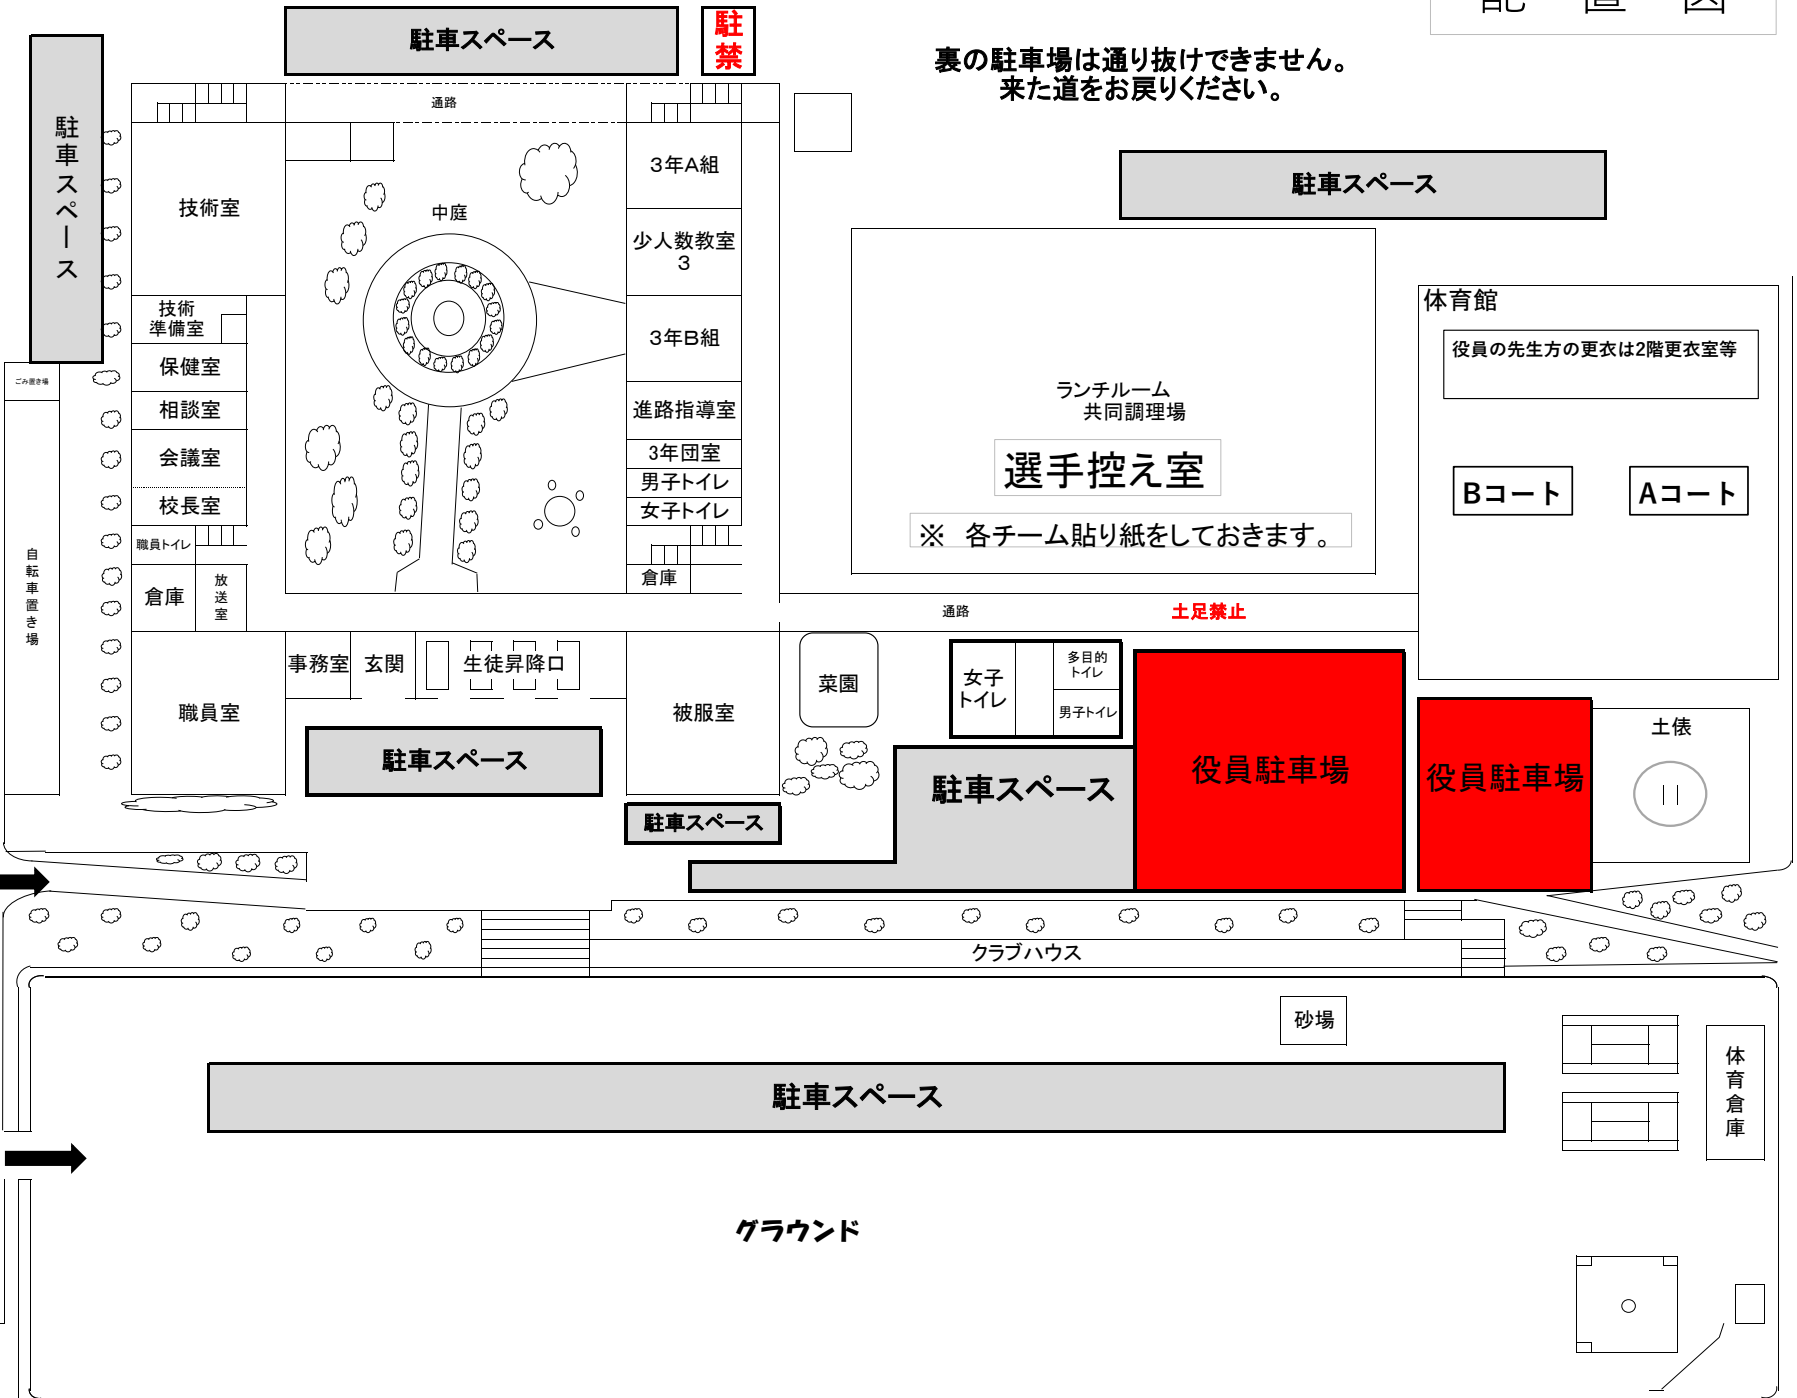 配 置 図
駐車スペース
駐
禁
裏の駐車場は通り抜けできません。
来た道をお戻りください。
駐車スペース
通路
駐車スペース
技術室
中庭
3年A組
少人数教室
3
3年B組
進路指導室
3年団室
男子トイレ
女子トイレ
倉庫
技術
準備室
保健室
相談室
会議室
校長室
職員トイレ
倉庫
放送室
ごみ置き場
自転車置き場
ランチルーム
共同調理場
選手控え室
※ 各チーム貼り紙をしておきます。
体育館
役員の先生方の更衣は2階更衣室等
Bコート
Aコート
通路
土足禁止
職員室
事務室
玄関
生徒昇降口
被服室
菜園
女子
トイレ
多目的
トイレ
男子トイレ
役員駐車場
役員駐車場
土俵
駐車スペース
駐車スペース
駐車スペース
クラブハウス
砂場
駐車スペース
体育倉庫
グラウンド